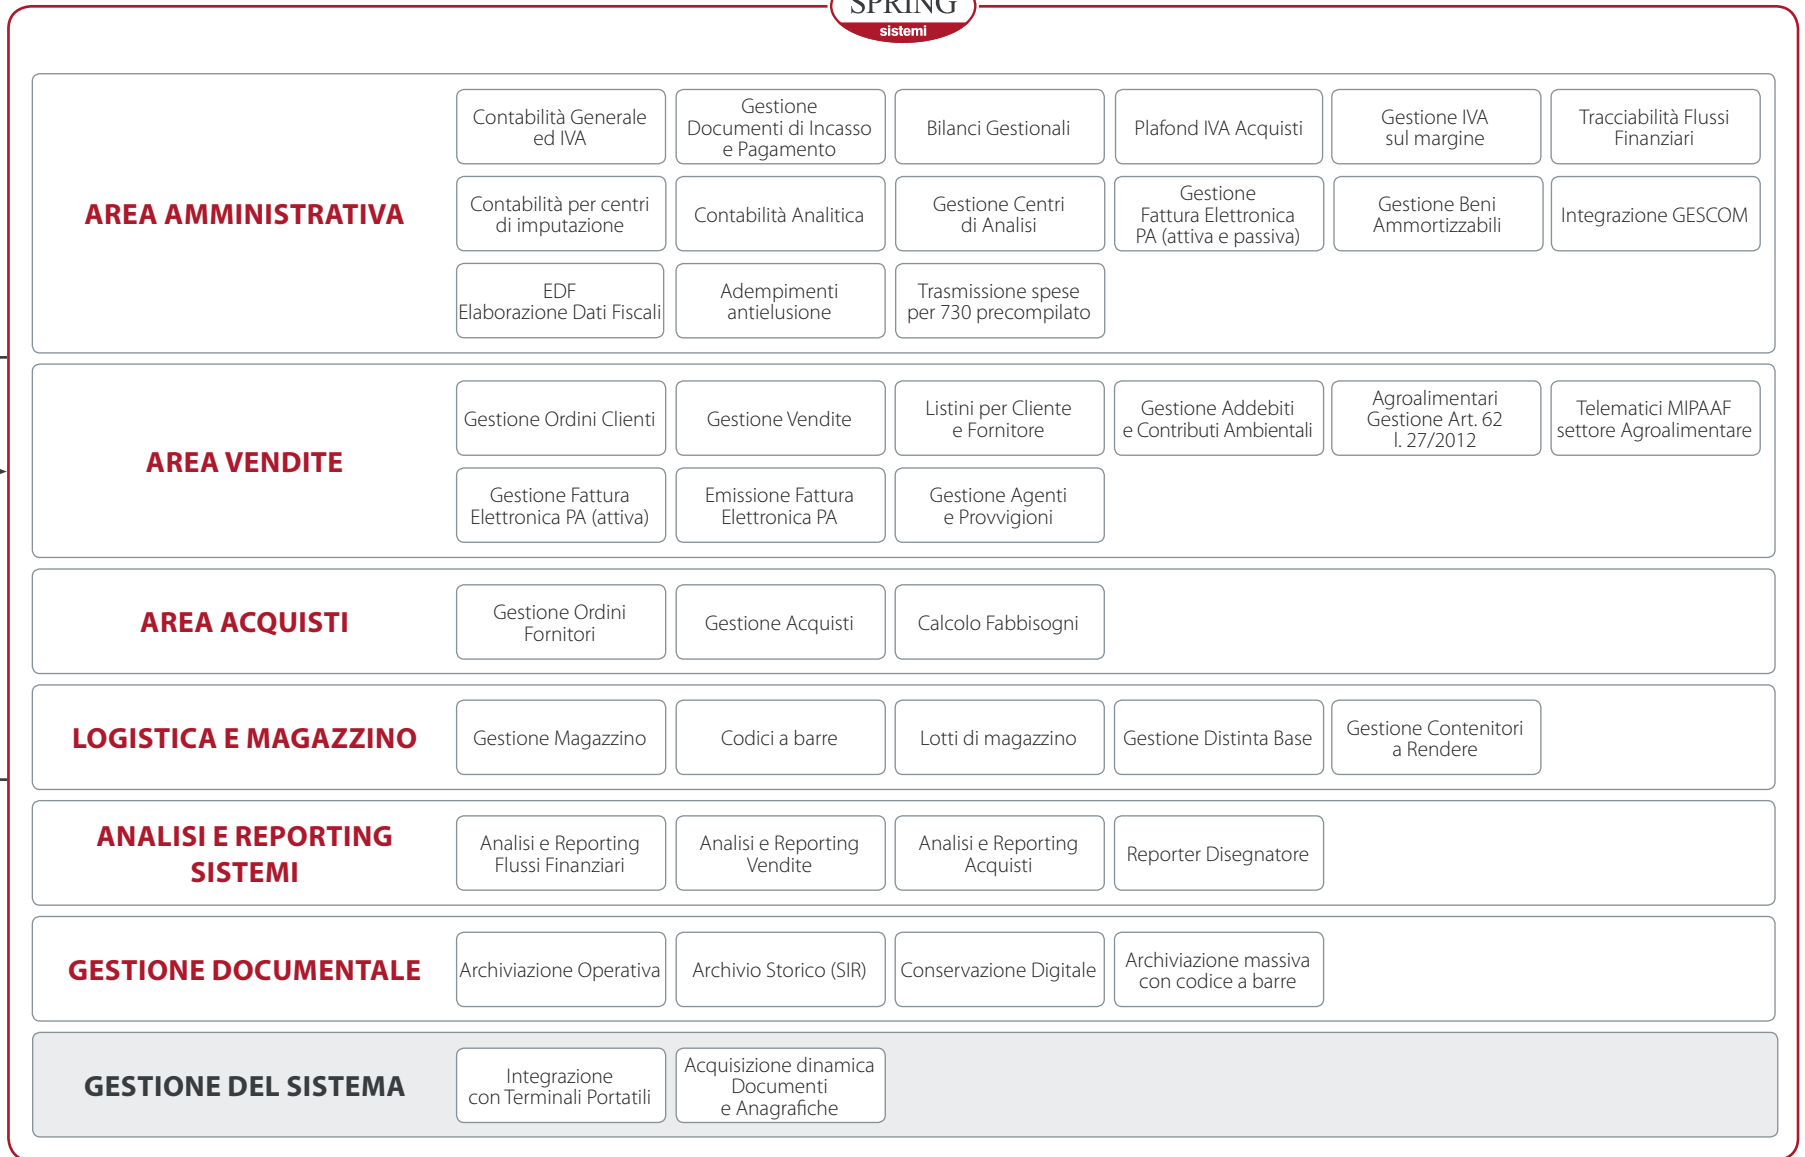 SPRING
sistemi
AREA AMMINISTRATIVA
Contabilità Generale
ed IVA
Gestione
Documenti di Incasso
e Pagamento
Bilanci Gestionali
Plafond IVA Acquisti
Gestione IVA
sul margine
Tracciabilità Flussi
Finanziari
Contabilità per centri
di imputazione
Contabilità Analitica
Gestione Centri
di Analisi
Gestione
Fattura Elettronica
PA (attiva e passiva)
Gestione Beni
Ammortizzabili
Integrazione GESCOM
EDF
Elaborazione Dati Fiscali
Adempimenti
antielusione
Trasmissione spese
per 730 precompilato
AREA VENDITE
Gestione Ordini Clienti
Gestione Vendite
Listini per Cliente
e Fornitore
Gestione Addebiti
e Contributi Ambientali
Agroalimentari
Gestione Art. 62
l. 27/2012
Telematici MIPAAF
settore Agroalimentare
Gestione Fattura
Elettronica PA (attiva)
Emissione Fattura
Elettronica PA
Gestione Agenti
e Provvigioni
AREA ACQUISTI
Gestione Ordini
Fornitori
Gestione Acquisti
Calcolo Fabbisogni
LOGISTICA E MAGAZZINO
Gestione Magazzino
Codici a barre
Lotti di magazzino
Gestione Distinta Base
Gestione Contenitori
a Rendere
ANALISI E REPORTING
SISTEMI
Analisi e Reporting
Flussi Finanziari
Analisi e Reporting
Vendite
Analisi e Reporting
Acquisti
Reporter Disegnatore
GESTIONE DOCUMENTALE
Archiviazione Operativa
Archivio Storico (SIR)
Conservazione Digitale
Archiviazione massiva
con codice a barre
GESTIONE DEL SISTEMA
Integrazione
con Terminali Portatili
Acquisizione dinamica
Documenti
e Anagrafiche